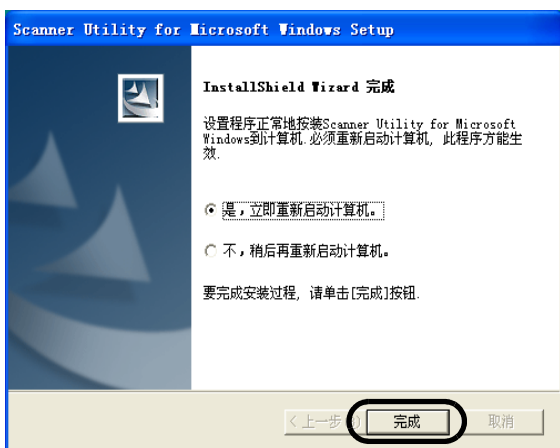 Scanner Utility for Microsoft Windows Setup
InstallShield Wizard 完成
设置程序正常地按装Scanner Utility for Microsoft
Windows到计算机.必须重新启动计算机, 此程序方能生
效.
是，立即重新启动计算机。
不，稍后再重新启动计算机。
要完成安装过程, 请单击[完成]按钮.
< 上一步 完成 取消